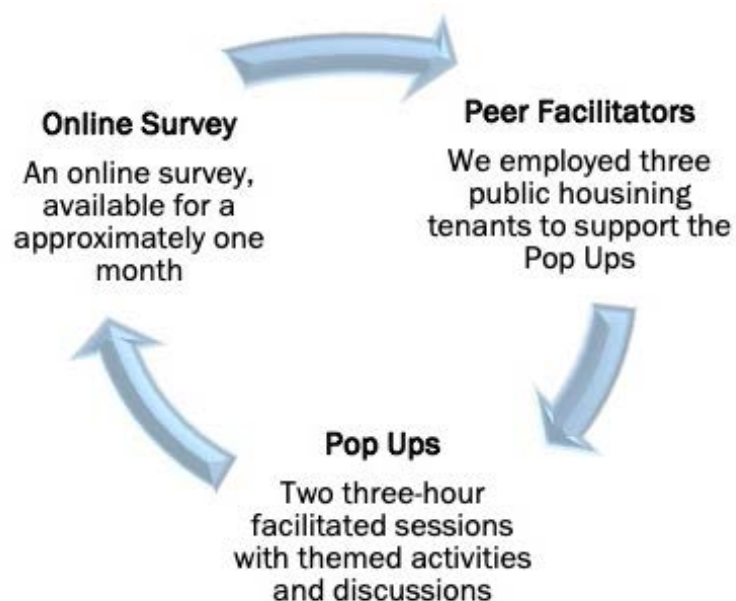 Online Survey
An online survey,
available for a
approximately one
month
Peer Facilitators
We employed three
public housining
tenants to support the
Pop Ups
Pop Ups
Two three-hour
facilitated sessions
with themed activities
and discussions